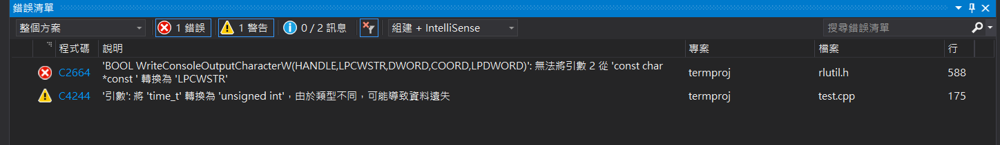 錯誤清單
整個方案 1 錯誤 1 警告 0 / 2 訊息 組建 + IntelliSense 搜尋錯誤清單
程式碼 說明 專案 檔案 行
C2664 'BOOL WriteConsoleOutputCharacterW(HANDLE,LPCWSTR,DWORD,COORD,LPDWORD)': 無法將引數 2 從 'const char
*const ' 轉換為 'LPCWSTR' termproj rlutil.h 588
C4244 '引數': 將 'time_t' 轉換為 'unsigned int'，由於類型不同，可能導致資料遺失 termproj test.cpp 175